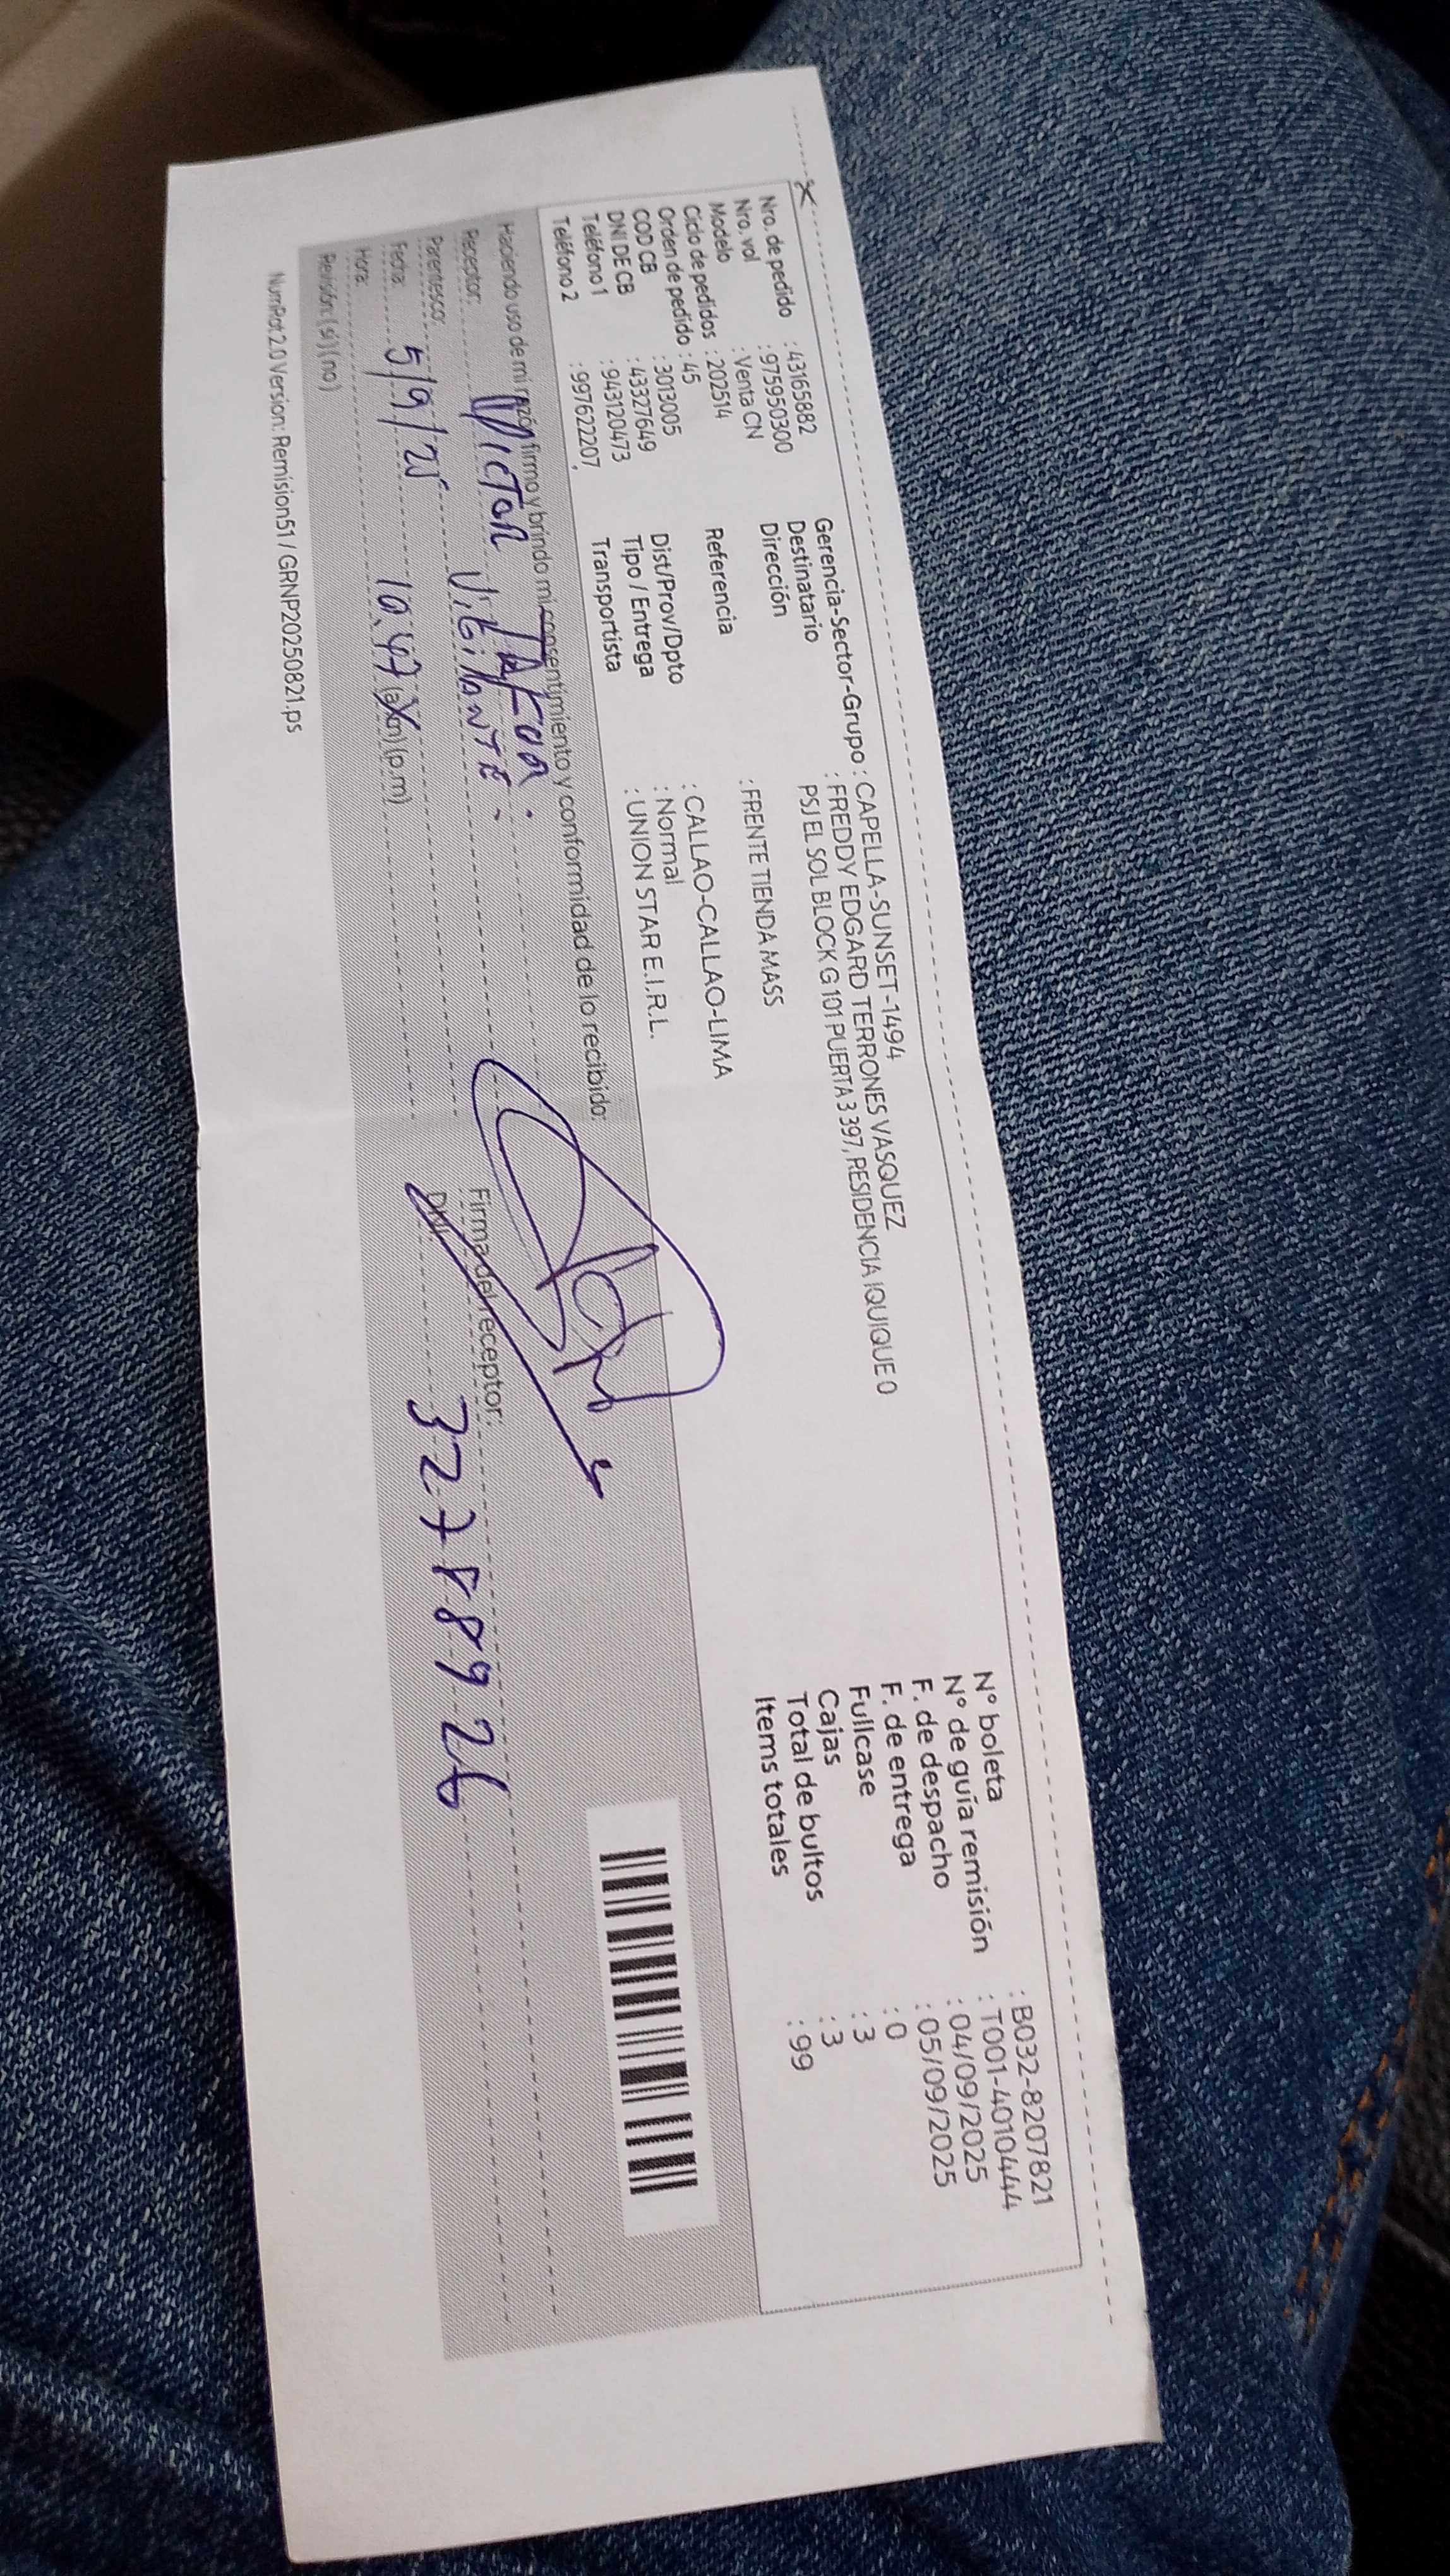 Nro. de pedido : 43165882
Nro. vol : 975950300
Modelo : Venta CN
Ciclo de pedidos : 202514
Orden de pedido : 45
COD CB : 3013005
DNI DE CB : 43327649
Teléfono 1 : 943120473
Teléfono 2 : 997622207
Gerencia-Sector-Grupo : CAPELLA-SUNSET-1494
Destinatario : FREDDY EDGARD TERRONES VASQUEZ
Dirección PSJ EL SOL BLOCK G 101 PUERTA 3 397, RESIDENCIA IQUIQUE 0
Referencia : FRENTE TIENDA MASS
Dist/Prov/Dpto : CALLAO-CALLAO-LIMA
Tipo / Entrega : Normal
Transportista : UNION STAR E.I.R.L.
N° boleta : B032-8207821
N° de guía remisión : T001-40104444
F. de despacho : 04/09/2025
F. de entrega : 05/09/2025
Fullcase : 0
Cajas : 3
Total de bultos : 3
Items totales : 99
Haciendo uso de mi razón firmo y brindo mi consentimiento y conformidad de lo recibido:
Receptor: VICTOR TAFUR.
Parentesco: VIGILANTE.
Fecha: 5/9/25
Hora: 10.47 (a.m) (p.m)
Revisión: (si) (no)
Firma del receptor:
DNI: 32788926
NumRot 2.0 Version: Remision51 / GRNP20250821.ps